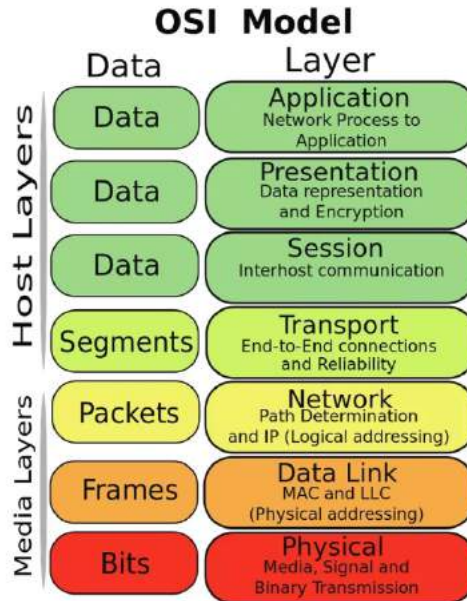 OSI Model
Data
Layer
Host Layers
Data
Application
Network Process to
Application
Data
Presentation
Data representation
and Encryption
Data
Session
Interhost communication
Segments
Transport
End-to-End connections
and Reliability
Media Layers
Packets
Network
Path Determination
and IP (Logical addressing)
Frames
Data Link
MAC and LLC
(Physical addressing)
Bits
Physical
Media, Signal and
Binary Transmission